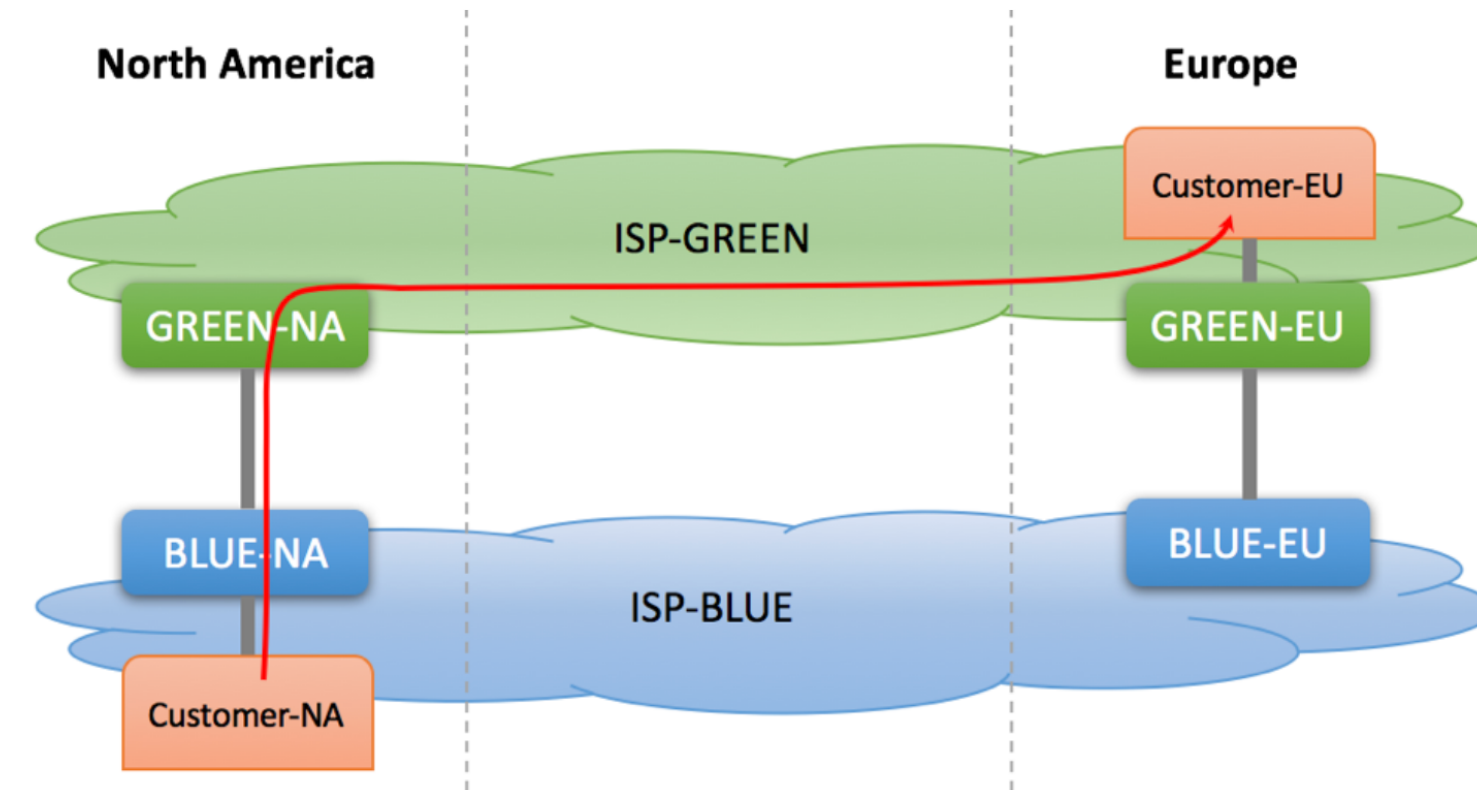 North America
Europe
Customer-EU
ISP-GREEN
GREEN-NA
GREEN-EU
BLUE-NA
BLUE-EU
ISP-BLUE
Customer-NA